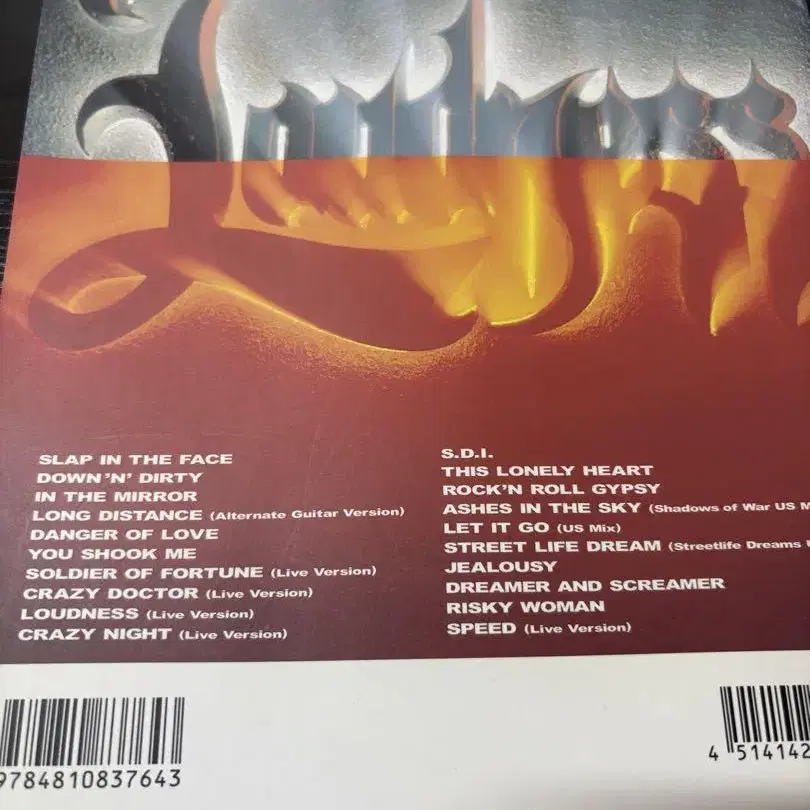 Loudness
SLAP IN THE FACE
DOWN 'N' DIRTY
IN THE MIRROR
LONG DISTANCE (Alternate Guitar Version)
DANGER OF LOVE
YOU SHOOK ME
SOLDIER OF FORTUNE (Live Version)
CRAZY DOCTOR (Live Version)
LOUDNESS (Live Version)
CRAZY NIGHT (Live Version)
S.D.I.
THIS LONELY HEART
ROCK'N ROLL GYPSY
ASHES IN THE SKY (Shadows of War US
LET IT GO (US Mix)
STREET LIFE DREAM (Streetlife Dreams
JEALOUSY
DREAMER AND SCREAMER
RISKY WOMAN
SPEED (Live Version)
9784810837643
4 514142